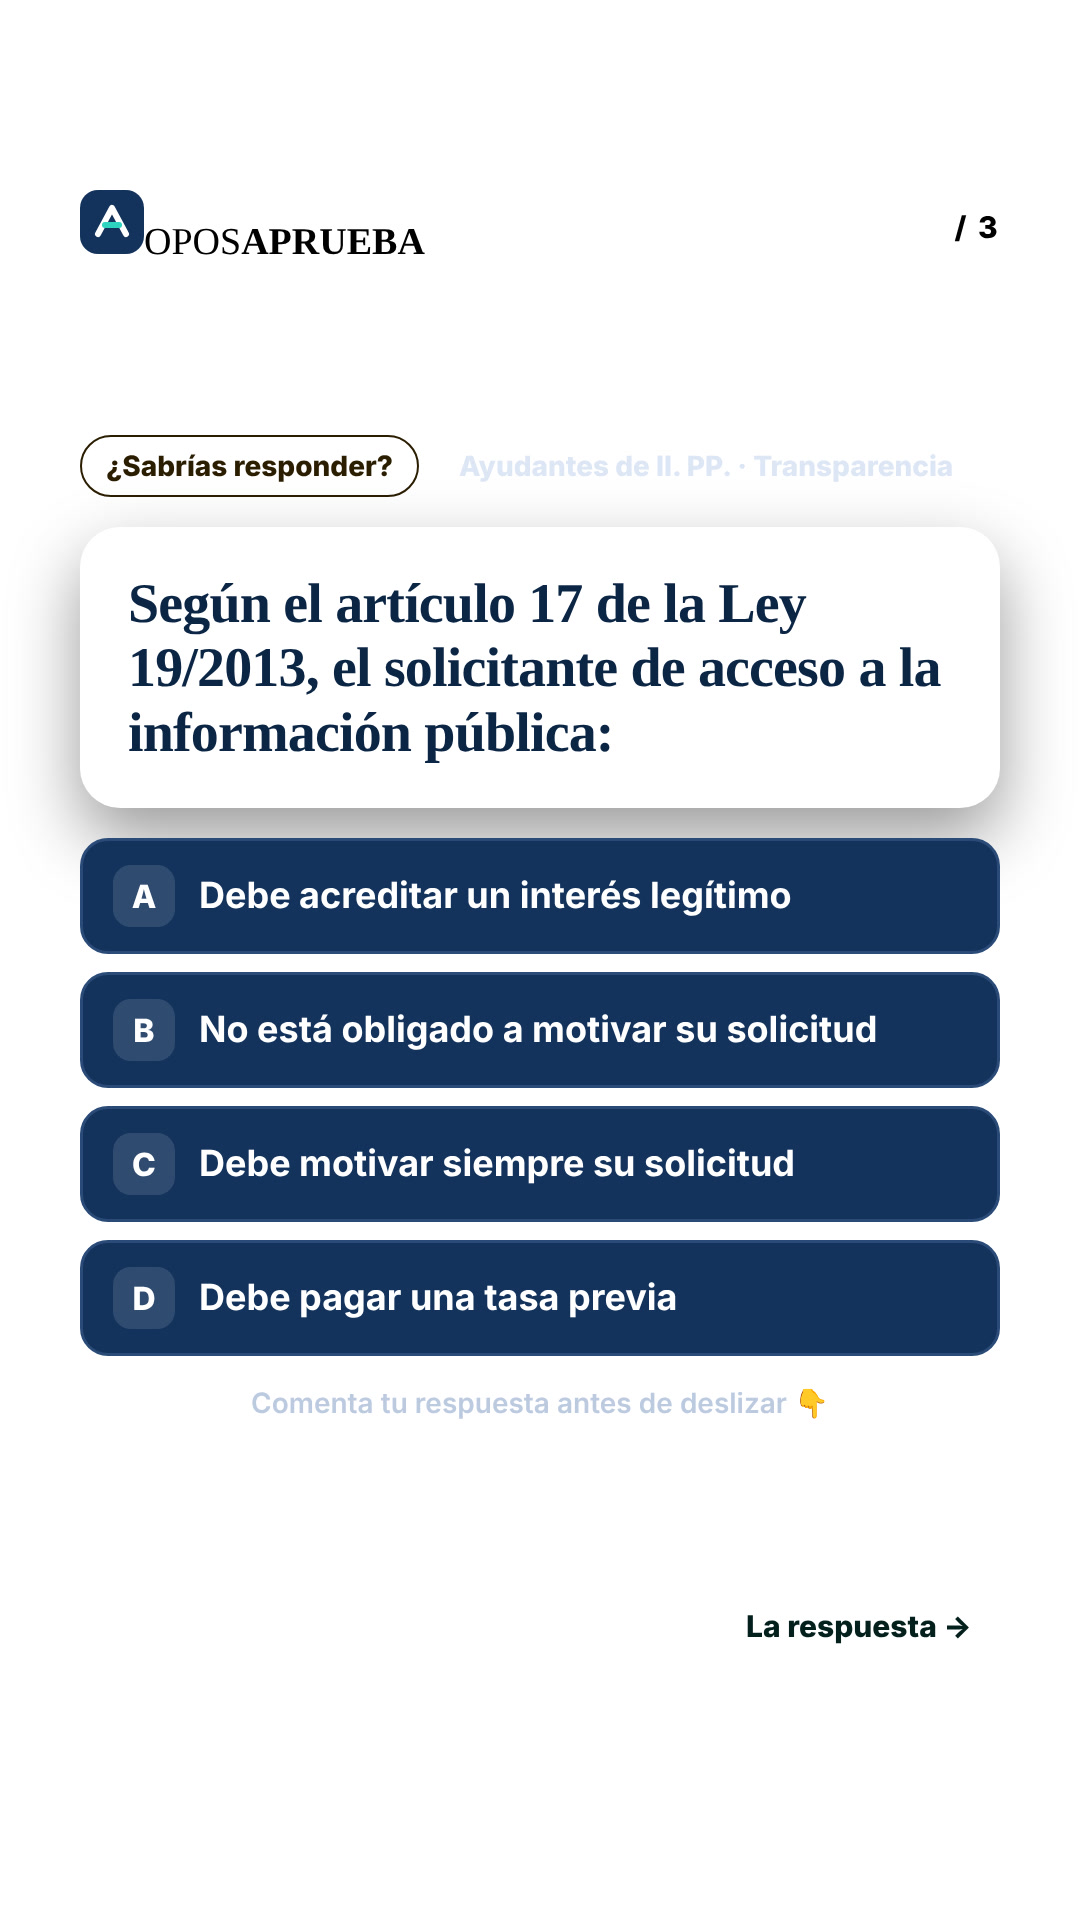 OPOSAPRUEBA
/ 3
¿Sabrías responder?
Ayudantes de II. PP. · Transparencia
Según el artículo 17 de la Ley
19/2013, el solicitante de acceso a la
información pública:
A Debe acreditar un interés legítimo
B No está obligado a motivar su solicitud
C Debe motivar siempre su solicitud
D Debe pagar una tasa previa
Comenta tu respuesta antes de deslizar 👇
La respuesta →